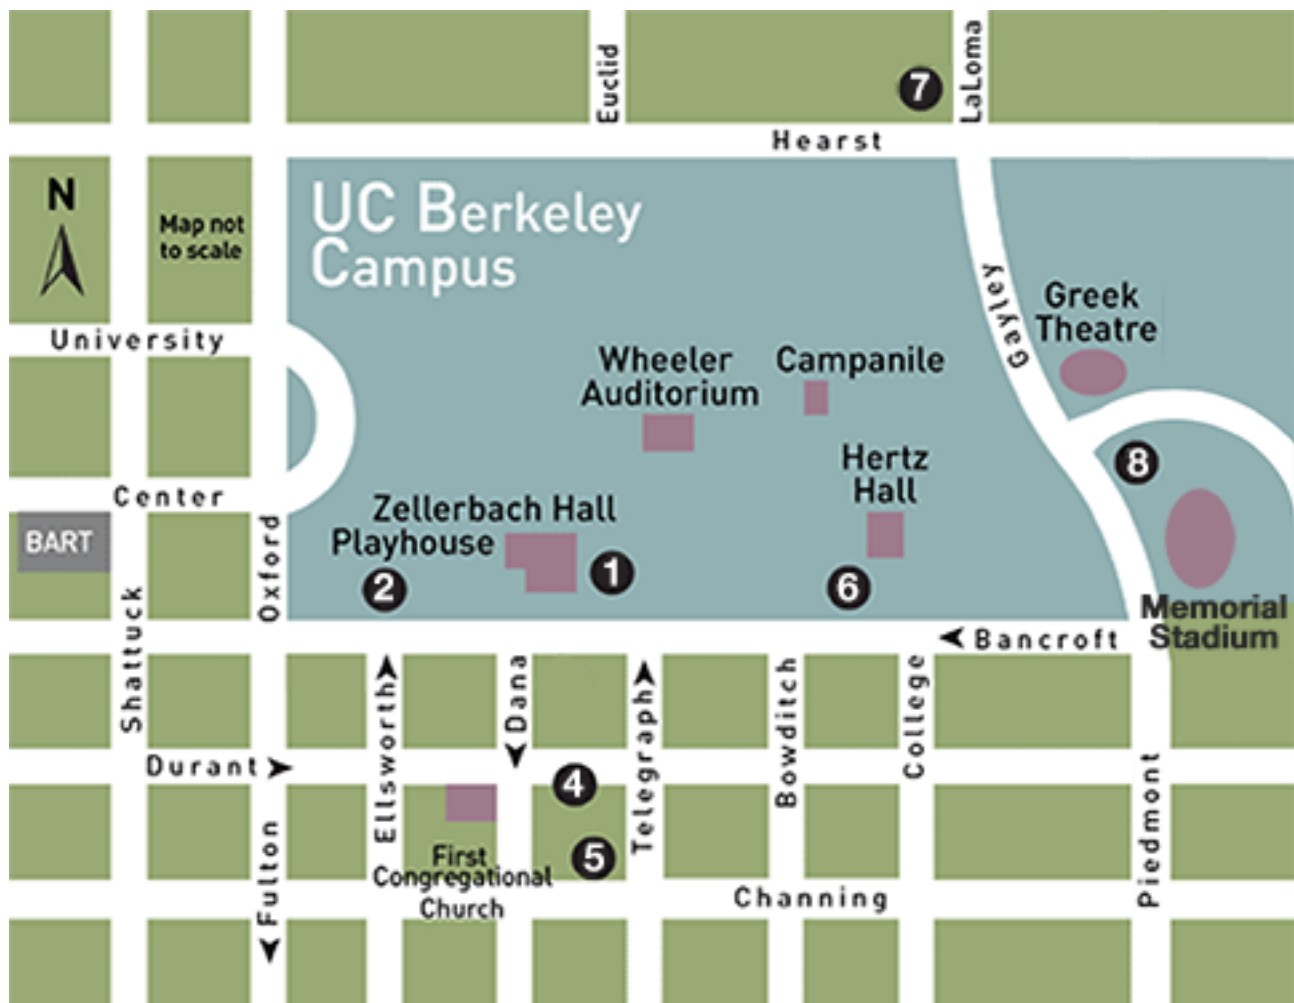 Euclid
LaLoma
7
Hearst
N
Map not
to scale
UC Berkeley
Campus
University
Gayley
Greek
Theatre
Wheeler
Auditorium
Campanile
Hertz
Hall
8
Center
BART
Oxford
Zellerbach Hall
Playhouse
2
1
6
Memorial
Stadium
Bancroft
Shattuck
Ellsworth
Dana
Telegraph
Bowditch
College
Piedmont
Durant
4
5
Fulton
First
Congregational
Church
Channing